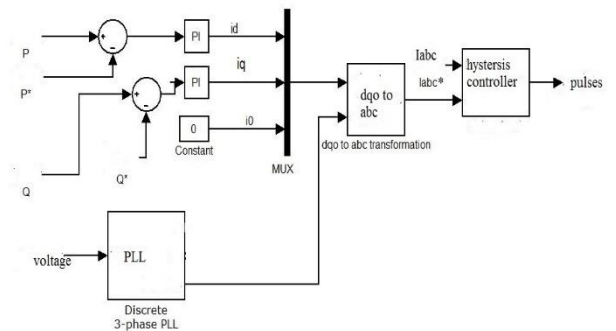 P
+
-
PI
id
P*
PI
iq
+
-
0
i0
Constant
Q*
Q
MUX
dqo to
abc
dqo to abc transformation
Iabc
Iabc*
hystersis
controller
pulses
voltage
PLL
Discrete
3-phase PLL